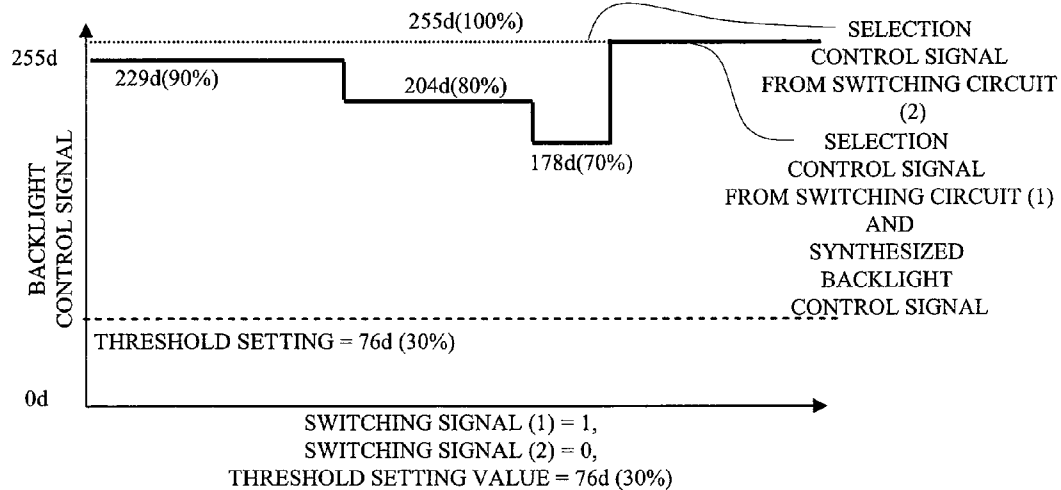 255d(100%)
255d
229d(90%)
204d(80%)
178d(70%)
SELECTION
CONTROL SIGNAL
FROM SWITCHING CIRCUIT
(2)
SELECTION
CONTROL SIGNAL
FROM SWITCHING CIRCUIT (1)
AND
SYNTHESIZED
BACKLIGHT
CONTROL SIGNAL
BACKLIGHT
CONTROL SIGNAL
THRESHOLD SETTING = 76d (30%)
0d
SWITCHING SIGNAL (1) = 1,
SWITCHING SIGNAL (2) = 0,
THRESHOLD SETTING VALUE = 76d (30%)